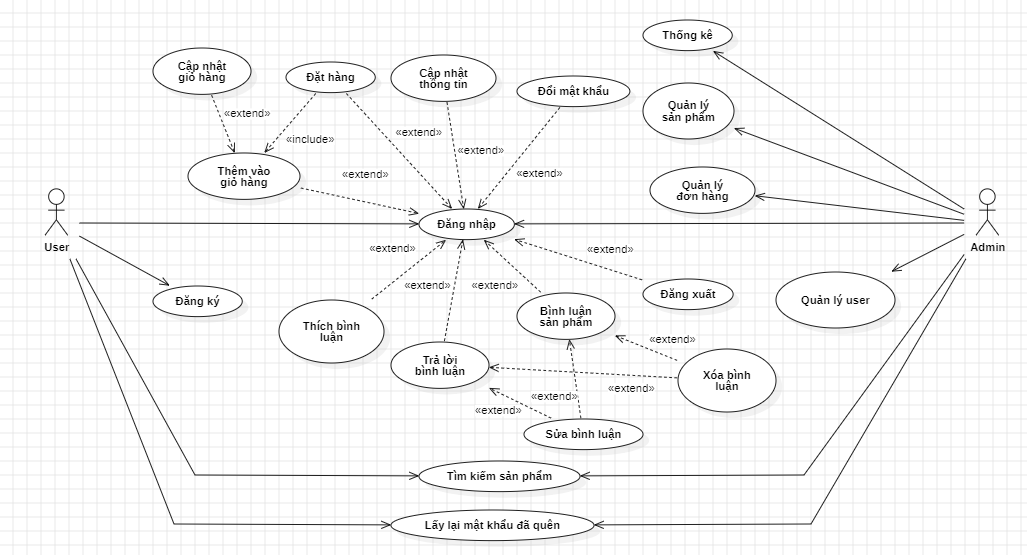 Thống kê
Cập nhật
giỏ hàng
Đặt hàng
Cập nhật
thông tin
Đổi mật khẩu
Quản lý
sản phẩm
«extend»
«extend»
«include»
«extend»
«extend»
«extend»
Thêm vào
giỏ hàng
Quản lý
đơn hàng
Đăng nhập
User
Admin
«extend»
«extend»
«extend»
«extend»
Đăng ký
Đăng xuất
Quản lý user
Thích bình
luận
Bình luận
sản phẩm
«extend»
Trả lời
bình luận
Xóa bình
luận
«extend»
«extend»
«extend»
Sửa bình luận
Tìm kiếm sản phẩm
Lấy lại mật khẩu đã quên